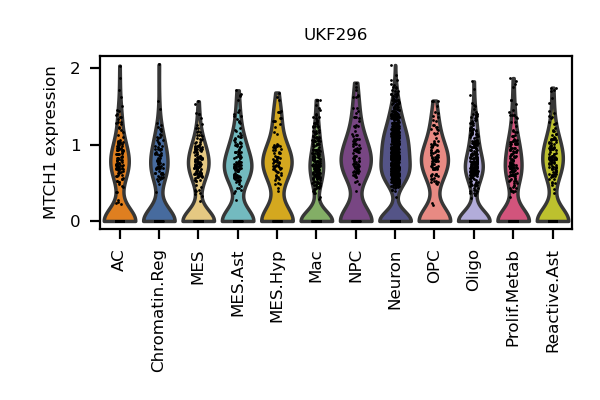 UKF296
MTCH1 expression
2
1
0
AC
Chromatin.Reg
MES
MES.Ast
MES.Hyp
Mac
NPC
Neuron
OPC
Oligo
Prolif.Metab
Reactive.Ast